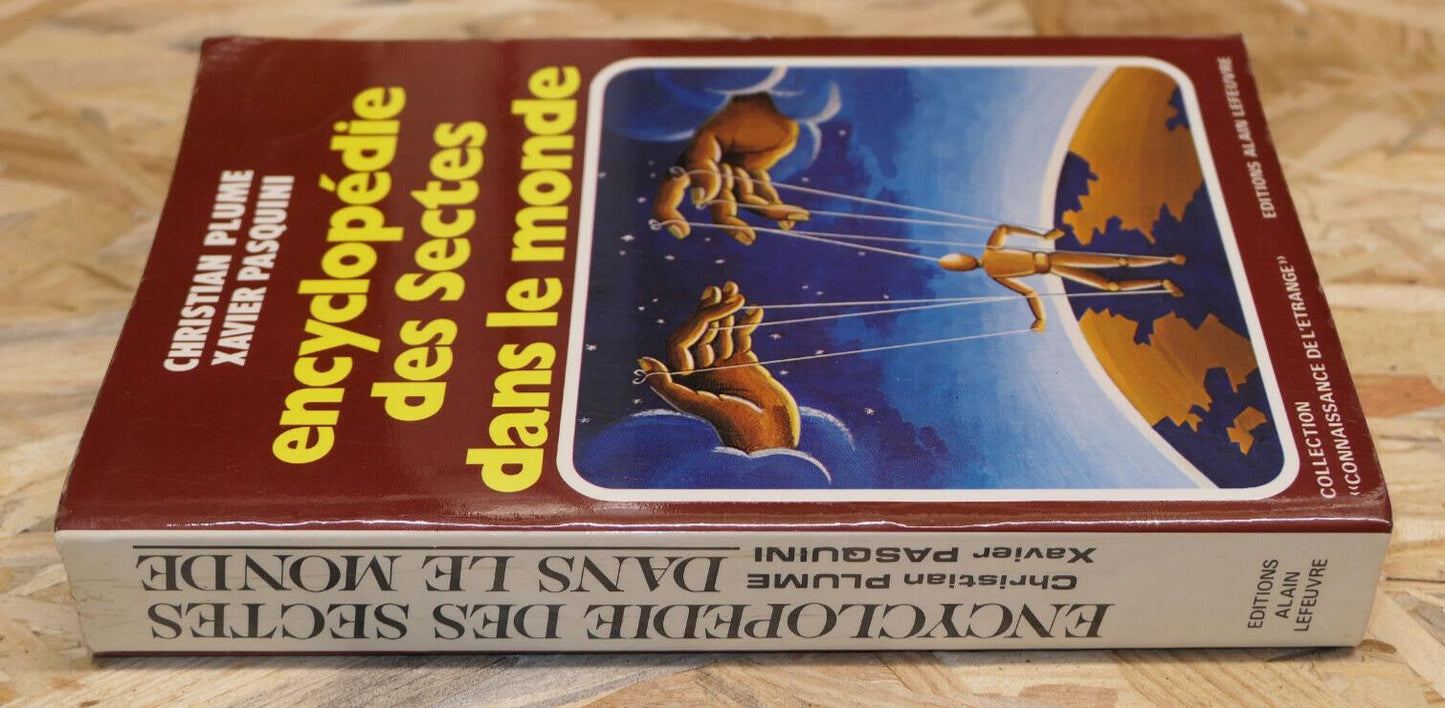 CHRISTIAN PLUME
XAVIER PASQUINI
encyclopédie
des Sectes
dans le monde
COLLECTION
«CONNAISSANCE DE L'ETRANGE»
EDITIONS ALAIN LEFEUVRE
ENCYCLOPEDIE DES SECTES
DANS LE MONDE
Christian PLUME
Xavier PASQUINI
EDITIONS
ALAIN
LEFEUVRE